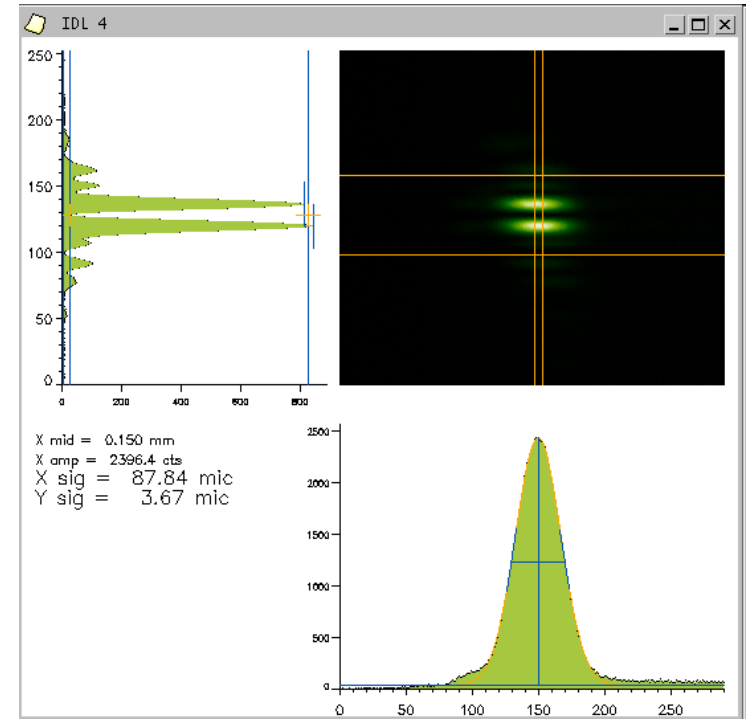 IDL 4
250
200
150
100
50
0
0 200 400 600 800
X mid = 0.150 mm
X amp = 2396.4 cts
X sig = 87.84 mic
Y sig = 3.67 mic
2500
2000
1500
1000
500
0
0 50 100 150 200 250